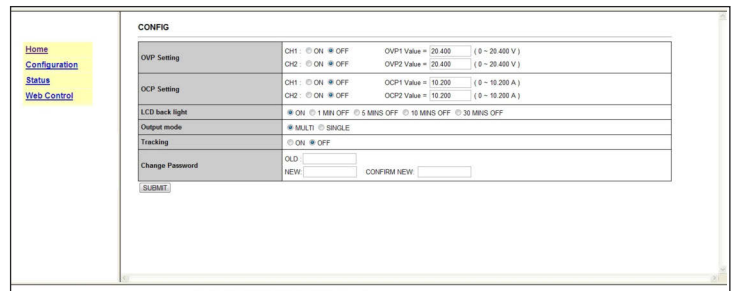 CONFIG
Home
Configuration
Status
Web Control
OVP Setting
CH1 : ON OFF OVP1 Value = 20.400 ( 0 ~ 20.400 V )
CH2 : ON OFF OVP2 Value = 20.400 ( 0 ~ 20.400 V )
OCP Setting
CH1 : ON OFF OCP1 Value = 10.200 ( 0 ~ 10.200 A )
CH2 : ON OFF OCP2 Value = 10.200 ( 0 ~ 10.200 A )
LCD back light
ON 1 MIN OFF 5 MINS OFF 10 MINS OFF 30 MINS OFF
Output mode
MULTI SINGLE
Tracking
ON OFF
Change Password
OLD :
NEW: CONFIRM NEW:
SUBMIT